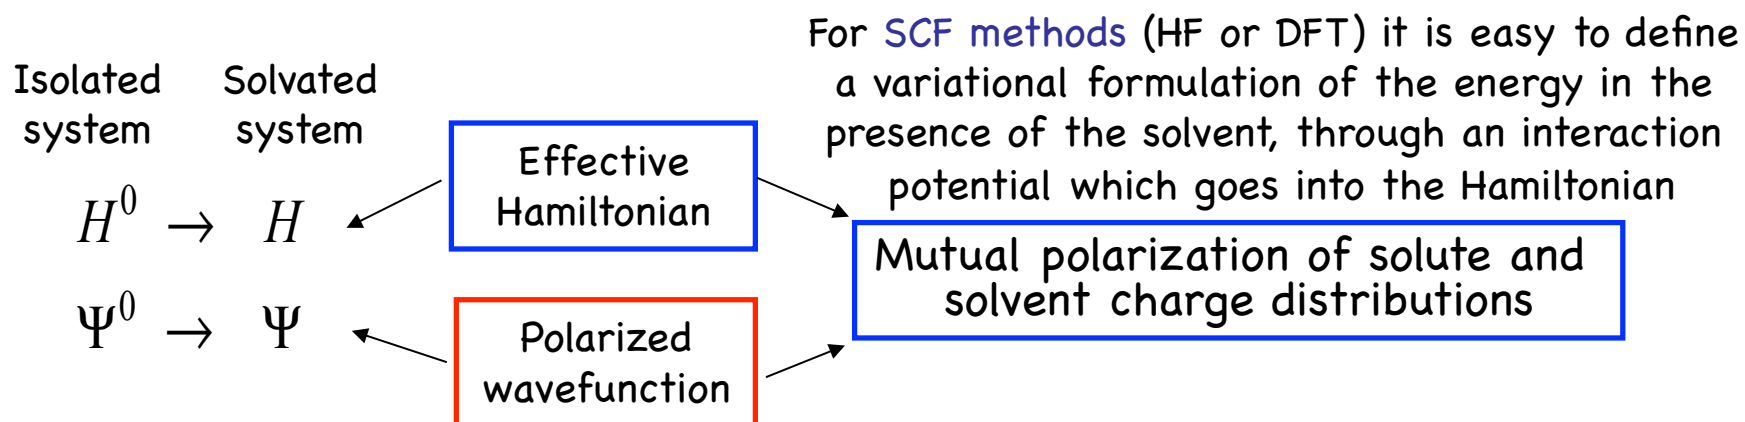 For SCF methods (HF or DFT) it is easy to define
a variational formulation of the energy in the
presence of the solvent, through an interaction
potential which goes into the Hamiltonian
Isolated
system
Solvated
system
H⁰ → H
Ψ⁰ → Ψ
Effective
Hamiltonian
Polarized
wavefunction
Mutual polarization of solute and
solvent charge distributions